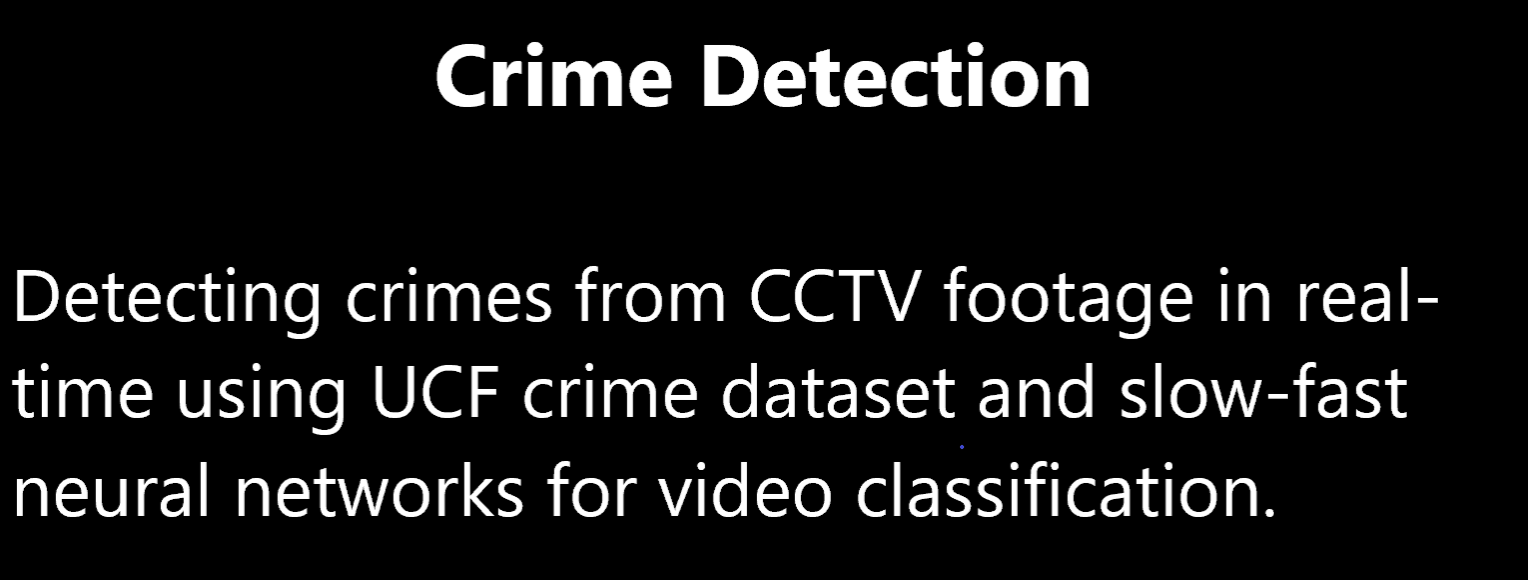 Crime Detection
Detecting crimes from CCTV footage in real-
time using UCF crime dataset and slow-fast
neural networks for video classification.